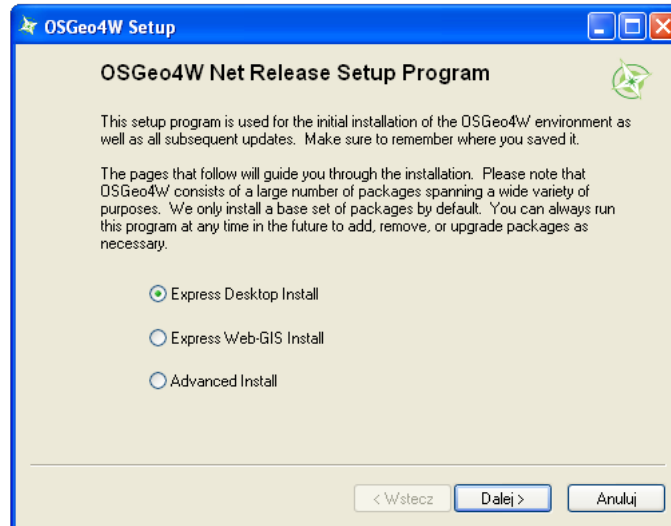 OSGeo4W Setup
OSGeo4W Net Release Setup Program
This setup program is used for the initial installation of the OSGeo4W environment as
well as all subsequent updates. Make sure to remember where you saved it.
The pages that follow will guide you through the installation. Please note that
OSGeo4W consists of a large number of packages spanning a wide variety of
purposes. We only install a base set of packages by default. You can always run
this program at any time in the future to add, remove, or upgrade packages as
necessary.
Express Desktop Install
Express Web-GIS Install
Advanced Install
< Wstecz
Dalej >
Anuluj